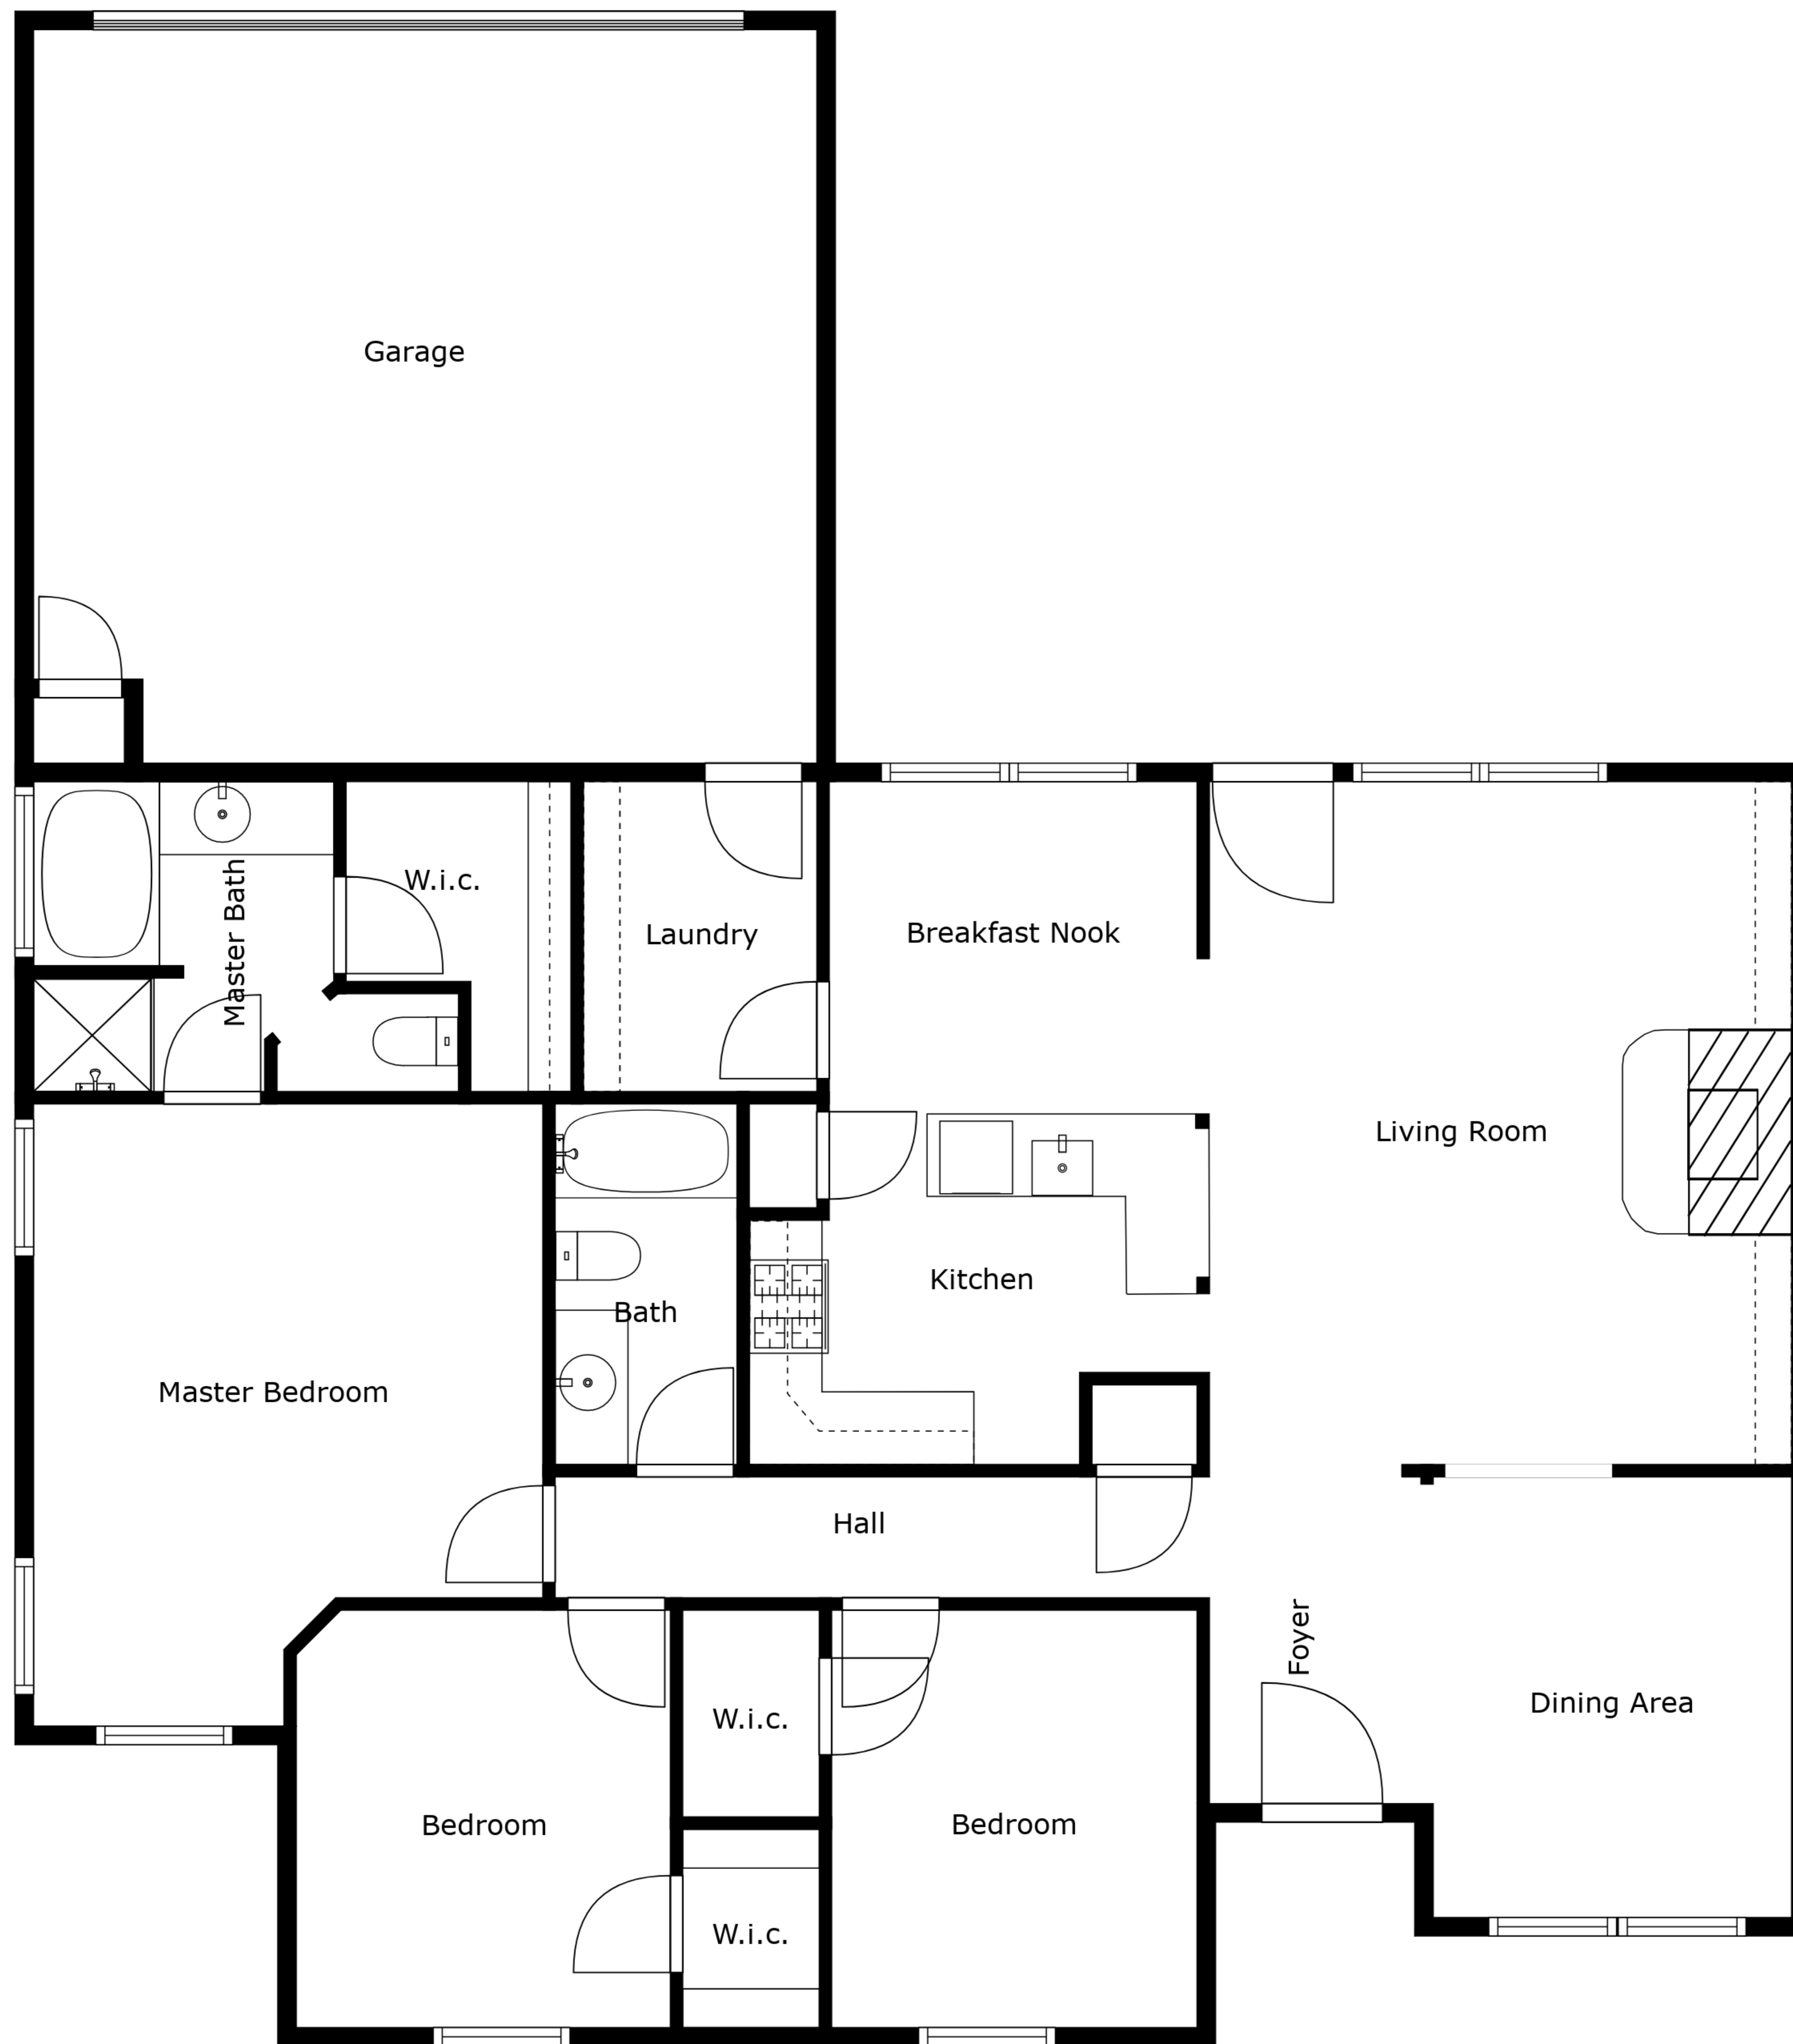 Garage
W.i.c.
Master Bath
Laundry
Breakfast Nook
Living Room
Kitchen
Bath
Master Bedroom
Hall
Foyer
Dining Area
W.i.c.
Bedroom
Bedroom
W.i.c.